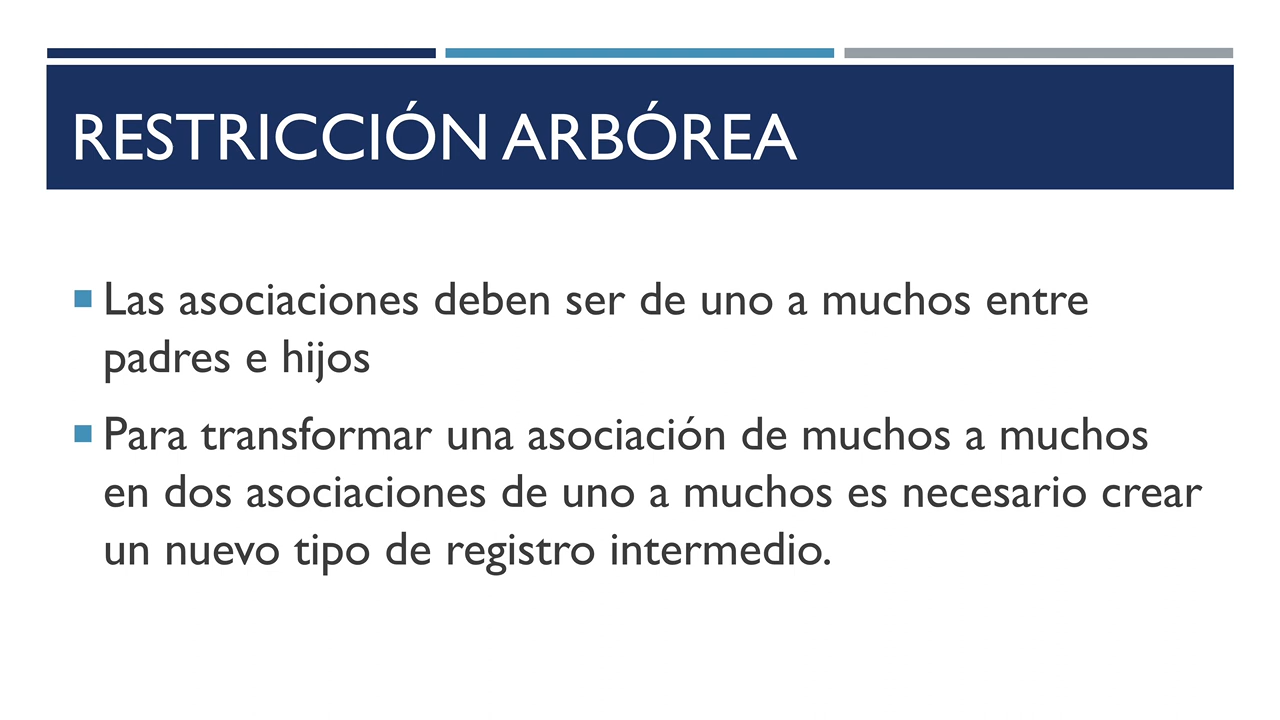 RESTRICCIÓN ARBÓREA
Las asociaciones deben ser de uno a muchos entre
padres e hijos
Para transformar una asociación de muchos a muchos
en dos asociaciones de uno a muchos es necesario crear
un nuevo tipo de registro intermedio.